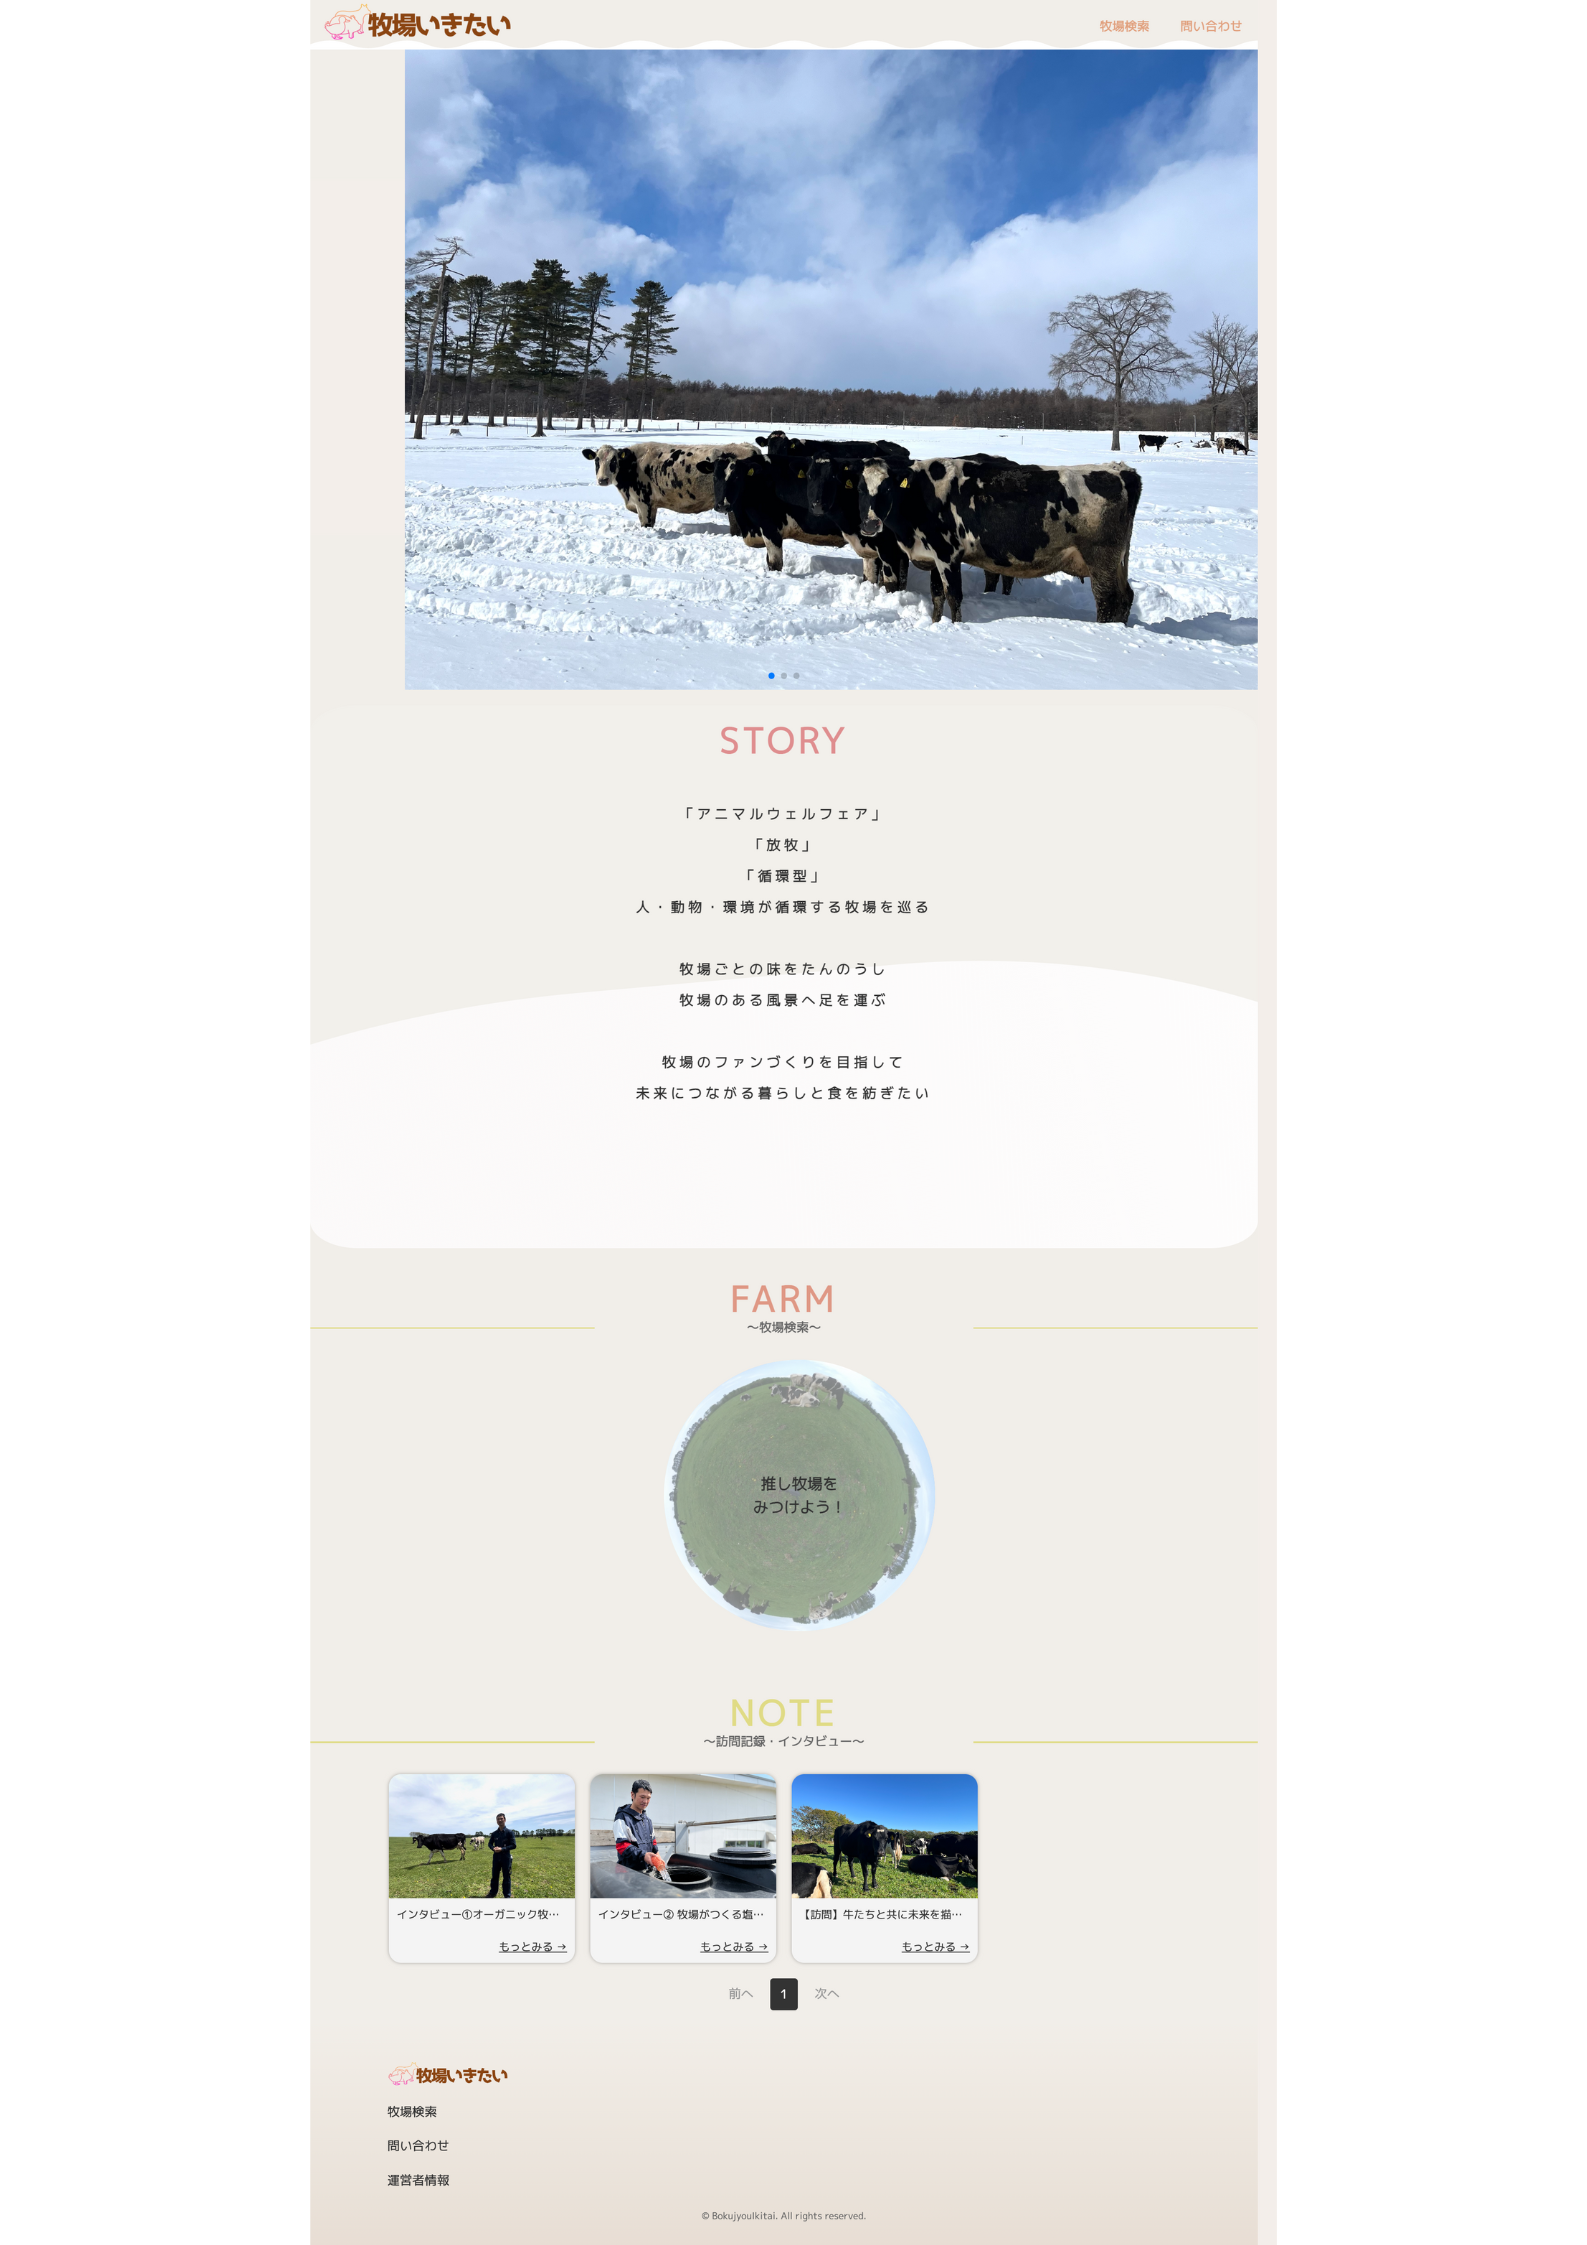 牧場いきたい
牧場検索
問い合わせ
STORY
「アニマルウェルフェア」
「放牧」
「循環型」
人・動物・環境が循環する牧場を巡る
牧場ごとの味をたんのうし
牧場のある風景へ足を運ぶ
牧場のファンづくりを目指して
未来につながる暮らしと食を紡ぎたい
FARM
〜牧場検索〜
推し牧場を
みつけよう！
NOTE
〜訪問記録・インタビュー〜
インタビュー①オーガニック牧…
もっとみる →
インタビュー② 牧場がつくる塩…
もっとみる →
【訪問】牛たちと共に未来を描…
もっとみる →
前へ 1 次へ
牧場いきたい
牧場検索
問い合わせ
運営者情報
© BokujyouIkitai. All rights reserved.